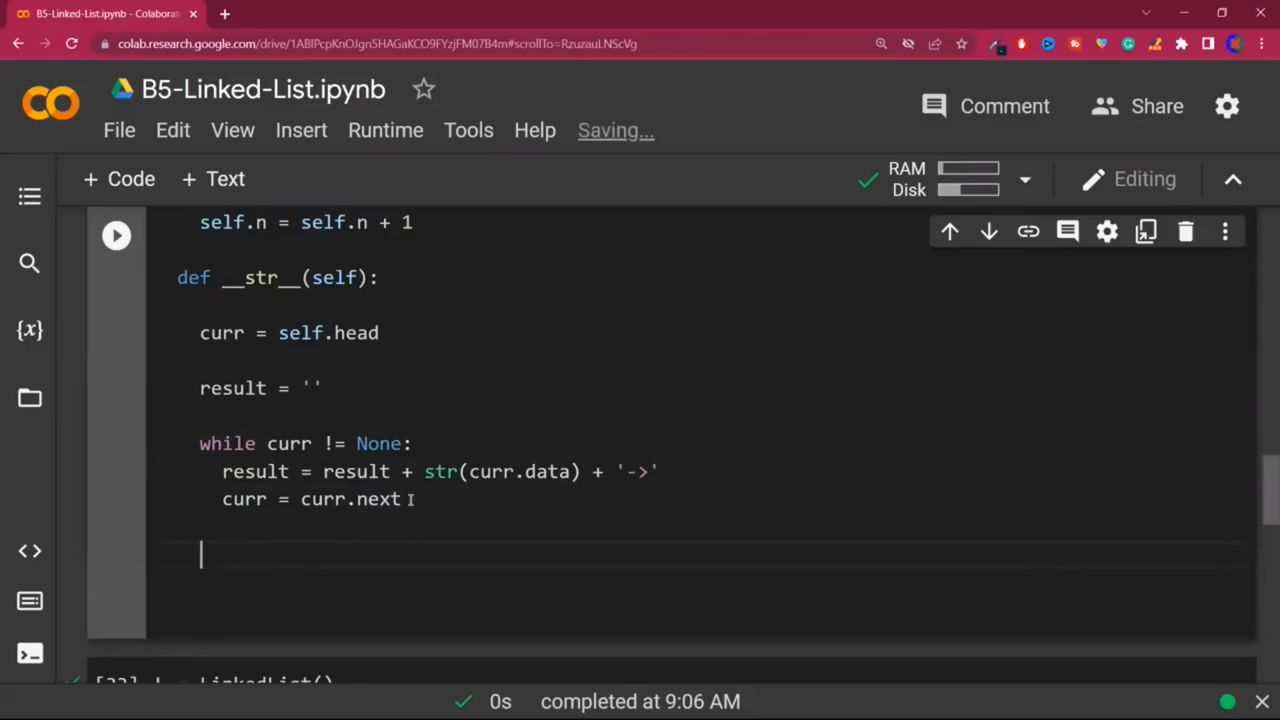 B5-Linked-List.ipynb - Colaborat
colab.research.google.com/drive/1ABlPcpKnOJgn5HAGaKCO9FYzjFM07B4m#scrollTo=RzuzauLNScVg
B5-Linked-List.ipynb
Comment
Share
File Edit View Insert Runtime Tools Help Saving...
+ Code + Text
RAM
Disk
Editing
self.n = self.n + 1
def __str__(self):
curr = self.head
result = ''
while curr != None:
result = result + str(curr.data) + '->'
curr = curr.next
LinkedList()
0s completed at 9:06 AM